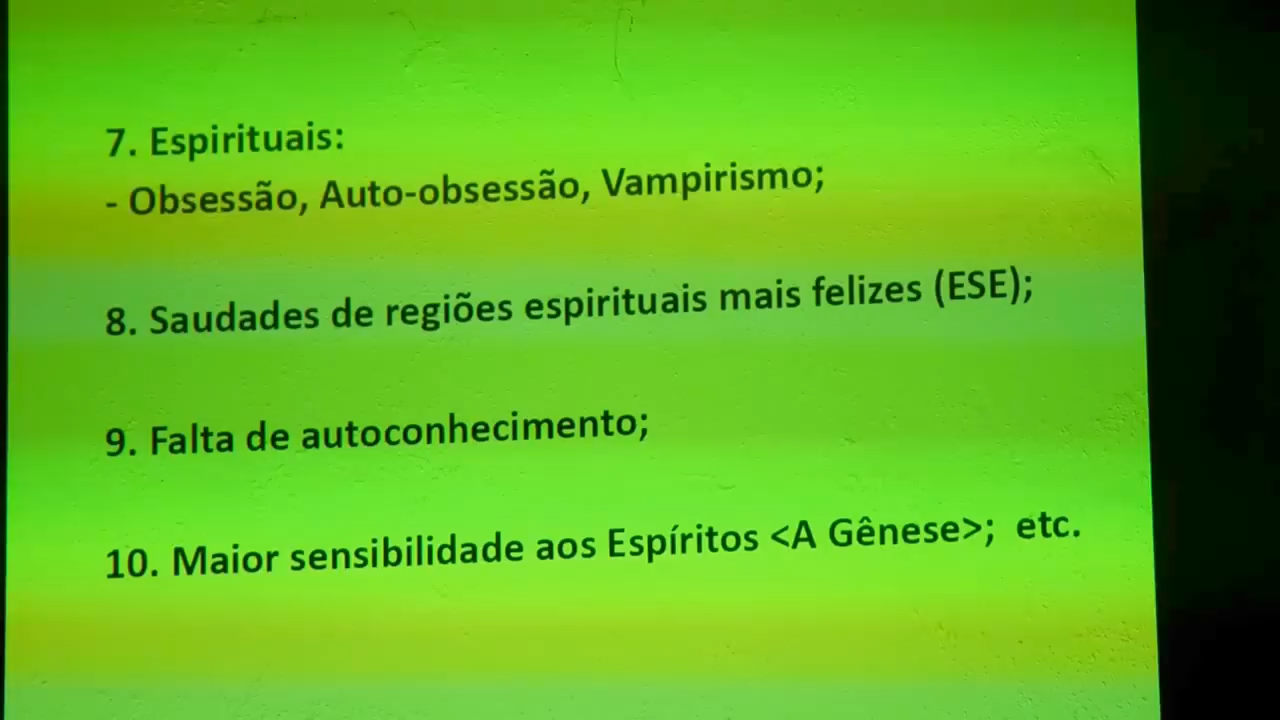 7. Espirituais:
- Obsessão, Auto-obsessão, Vampirismo;
8. Saudades de regiões espirituais mais felizes (ESE);
9. Falta de autoconhecimento;
10. Maior sensibilidade aos Espíritos <A Gênese>; etc.